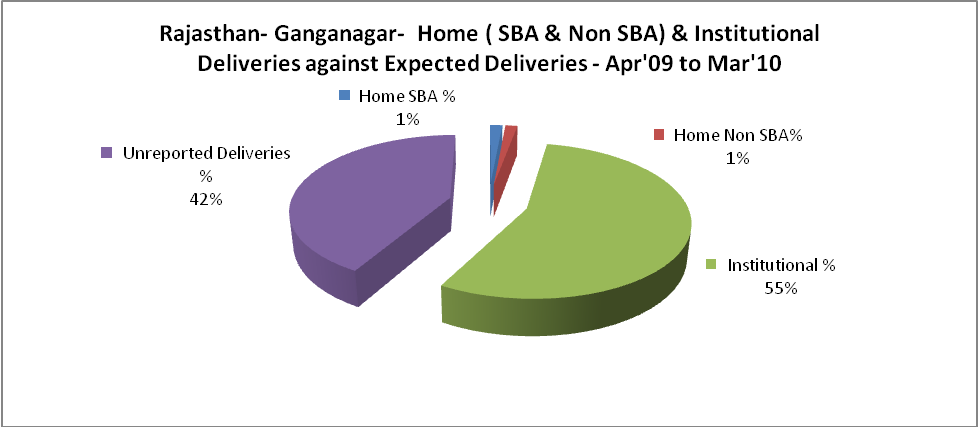 Rajasthan- Ganganagar- Home ( SBA & Non SBA) & Institutional
Deliveries against Expected Deliveries - Apr'09 to Mar'10
Home SBA %
1%
Home Non SBA%
1%
Unreported Deliveries
%
42%
Institutional %
55%